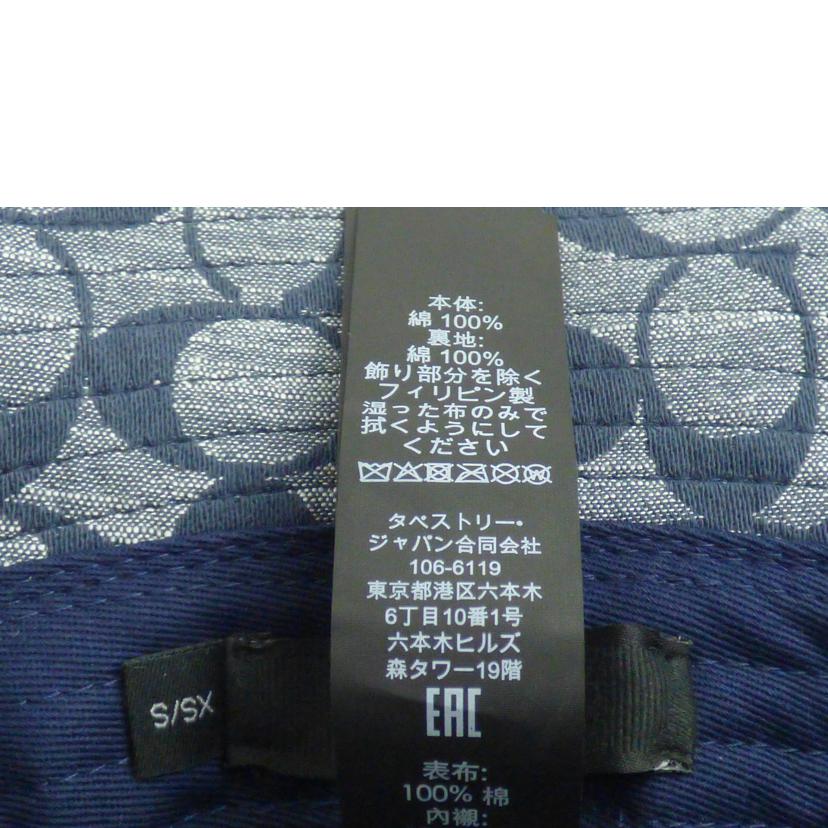 本体:
綿 100%
裏地:
綿 100%
飾り部分を除く
フィリピン製
湿った布のみで
拭くようにして
ください
タペストリー・
ジャパン合同会社
106-6119
東京都港区六本木
6丁目10番1号
六本木ヒルズ
森タワー19階
EAC
表布:
100% 棉
內襯:
XS/S